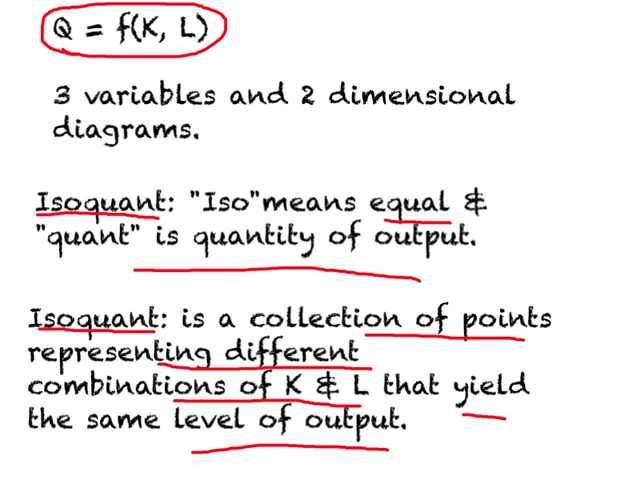 Q = f(K, L)
3 variables and 2 dimensional
diagrams.
Isoquant: "Iso"means equal &
"quant" is quantity of output.
Isoquant: is a collection of points
representing different
combinations of K & L that yield
the same level of output.